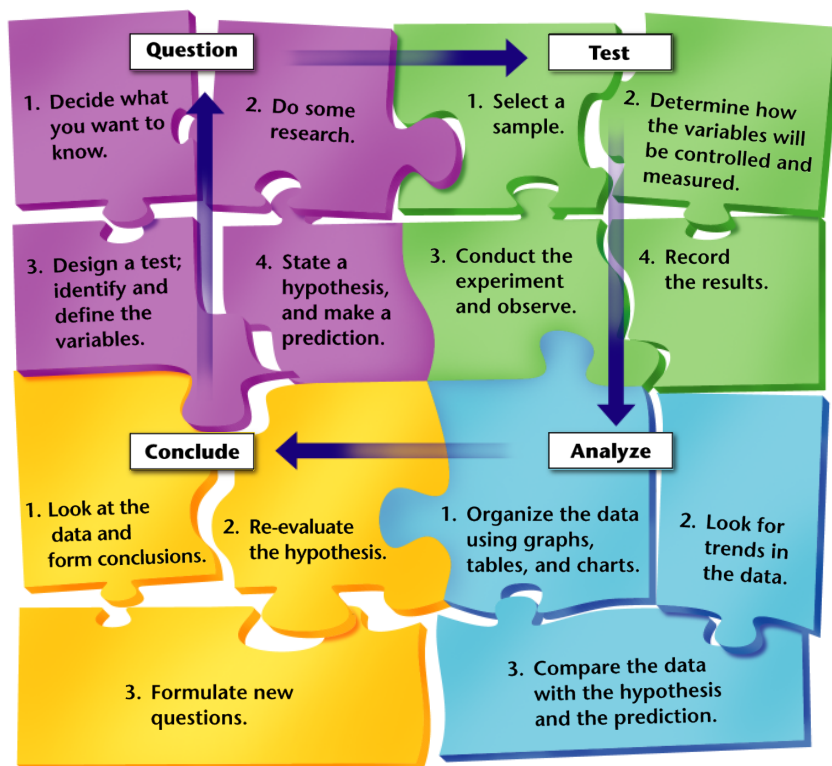 Question
1. Decide what
you want to
know.
2. Do some
research.
3. Design a test;
identify and
define the
variables.
4. State a
hypothesis,
and make a
prediction.
Test
1. Select a
sample.
2. Determine how
the variables will
be controlled and
measured.
3. Conduct the
experiment
and observe.
4. Record
the results.
Analyze
1. Organize the data
using graphs,
tables, and charts.
2. Look for
trends in
the data.
3. Compare the data
with the hypothesis
and the prediction.
Conclude
1. Look at the
data and
form conclusions.
2. Re-evaluate
the hypothesis.
3. Formulate new
questions.